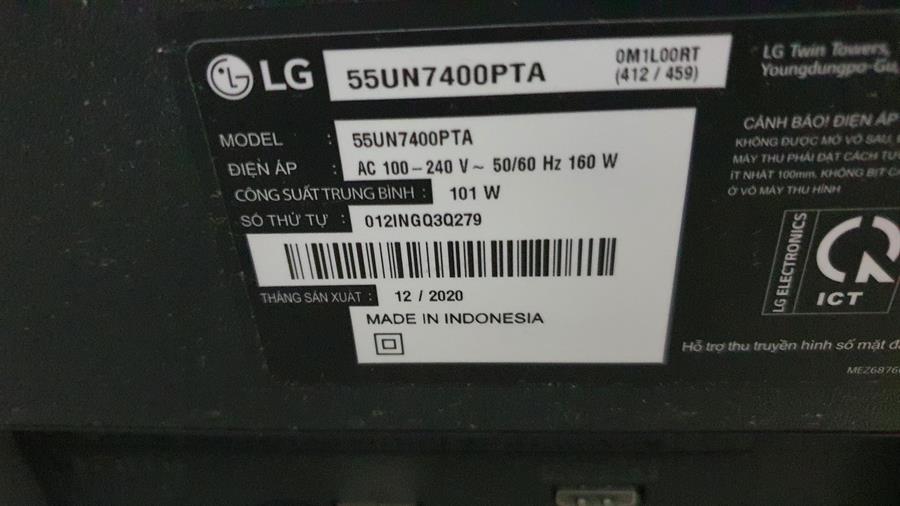 LG 55UN7400PTA 0M1L00RT
(412 / 459)
MODEL : 55UN7400PTA
ĐIỆN ÁP : AC 100-240 V ~ 50/60 Hz 160 W
CÔNG SUẤT TRUNG BÌNH : 101 W
SỐ THỨ TỰ : 012INGQ3Q279
THÁNG SẢN XUẤT : 12 / 2020
MADE IN INDONESIA
LG Twin Towers,
Youngdungpo-Gu
CẢNH BÁO! ĐIỆN ÁP
KHÔNG ĐƯỢC MỞ VỎ SAU.
MÁY THU PHẢI ĐẶT CÁCH
ÍT NHẤT 100mm. KHÔNG BỊT
Ở VỎ MÁY THU HÌNH
LG ELECTRONICS
ICT
Hỗ trợ thu truyền hình số mặt
MEZ6876